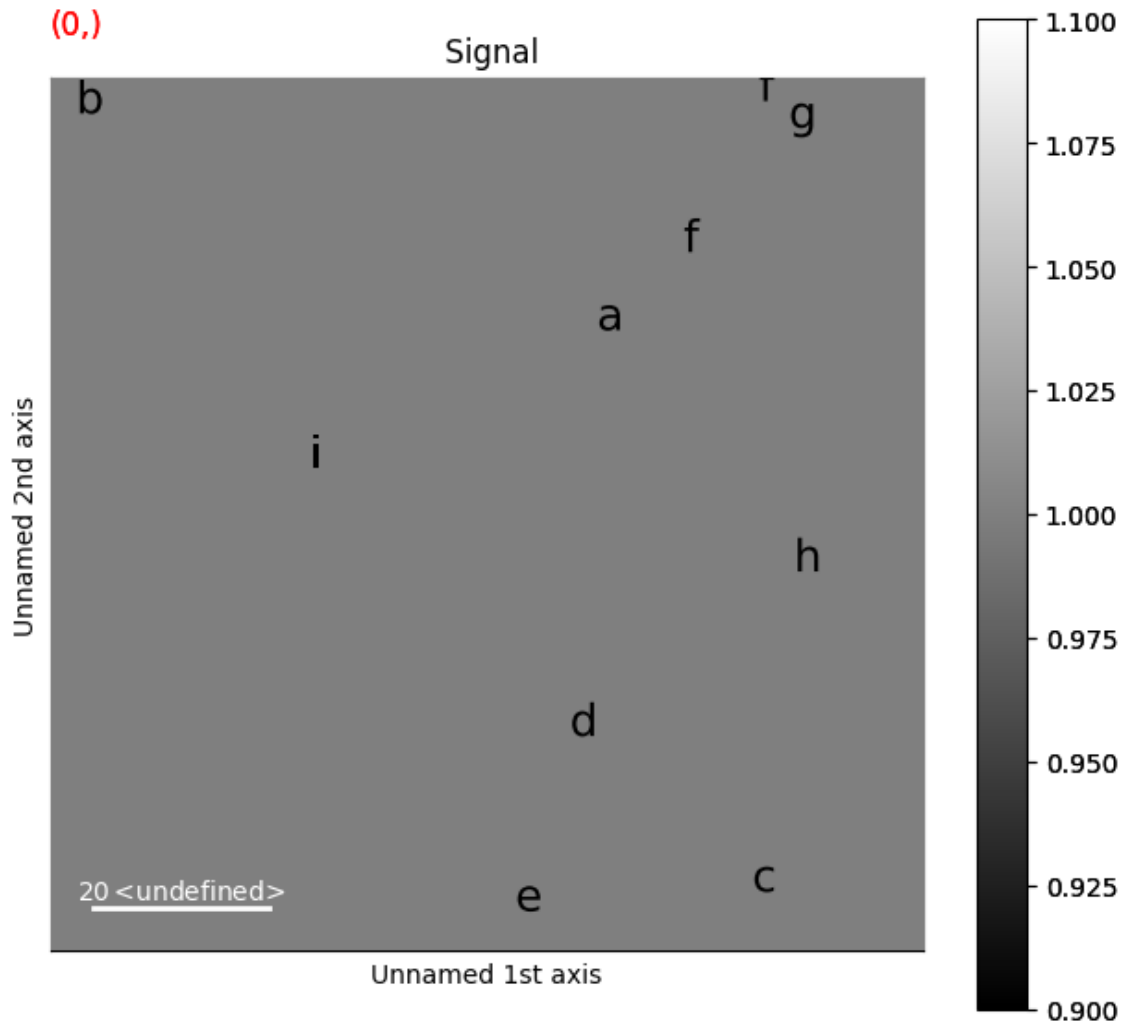 (0,)
Signal
b
g
f
a
i
h
d
c
e
20 <undefined>
Unnamed 2nd axis
Unnamed 1st axis
1.100
1.075
1.050
1.025
1.000
0.975
0.950
0.925
0.900